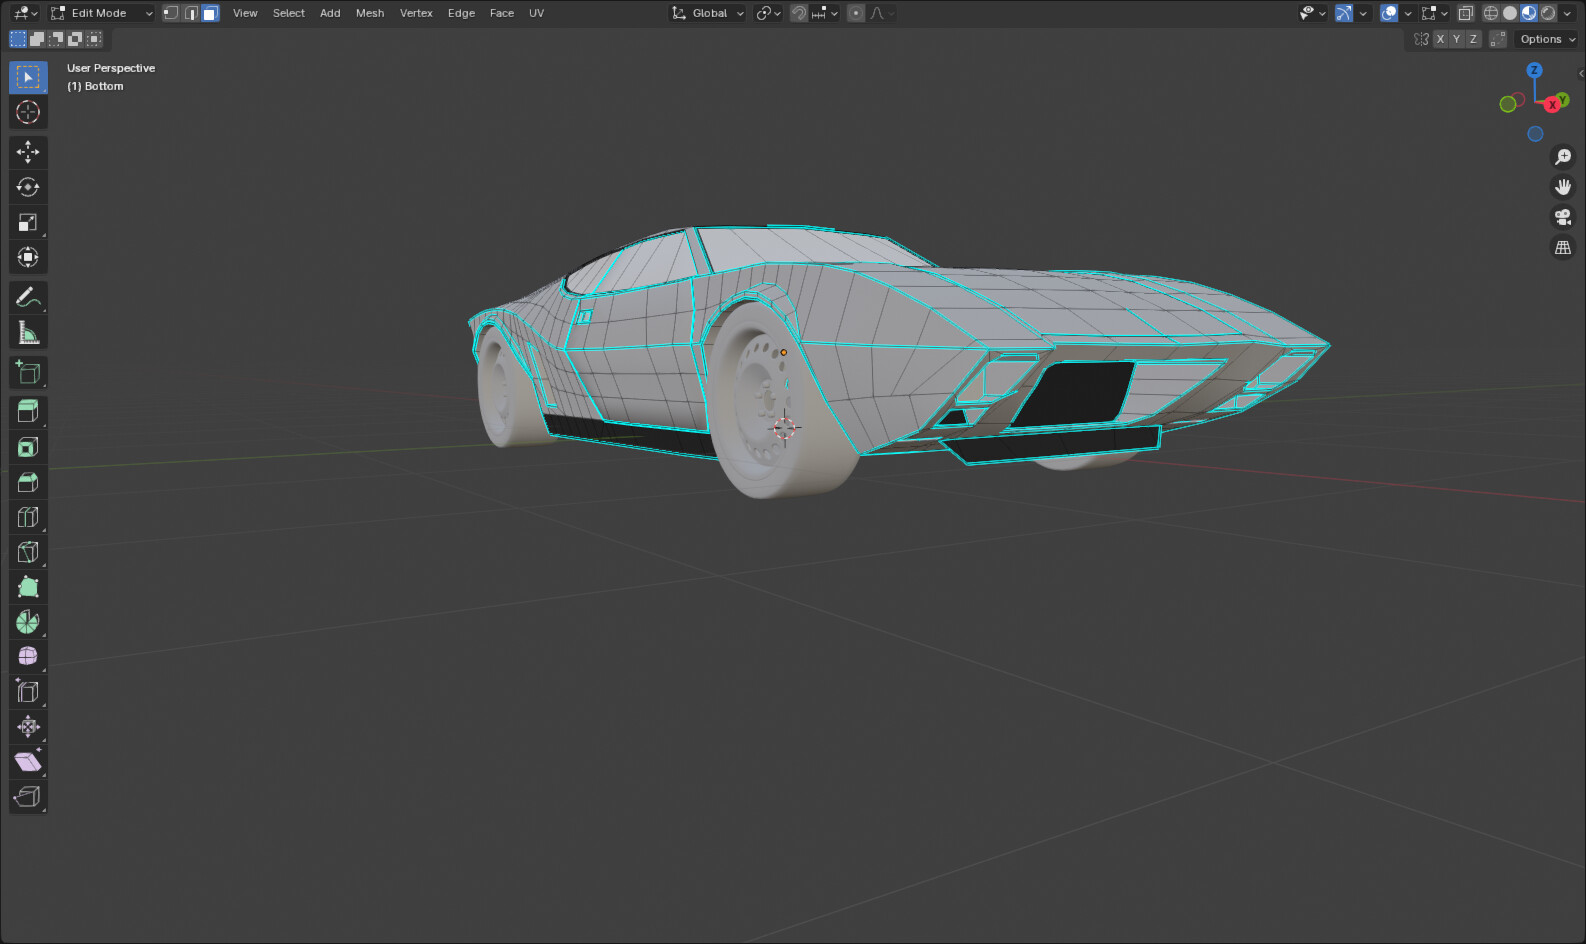 Edit Mode View Select Add Mesh Vertex Edge Face UV Global
X Y Z Options
User Perspective
(1) Bottom
Z
X Y